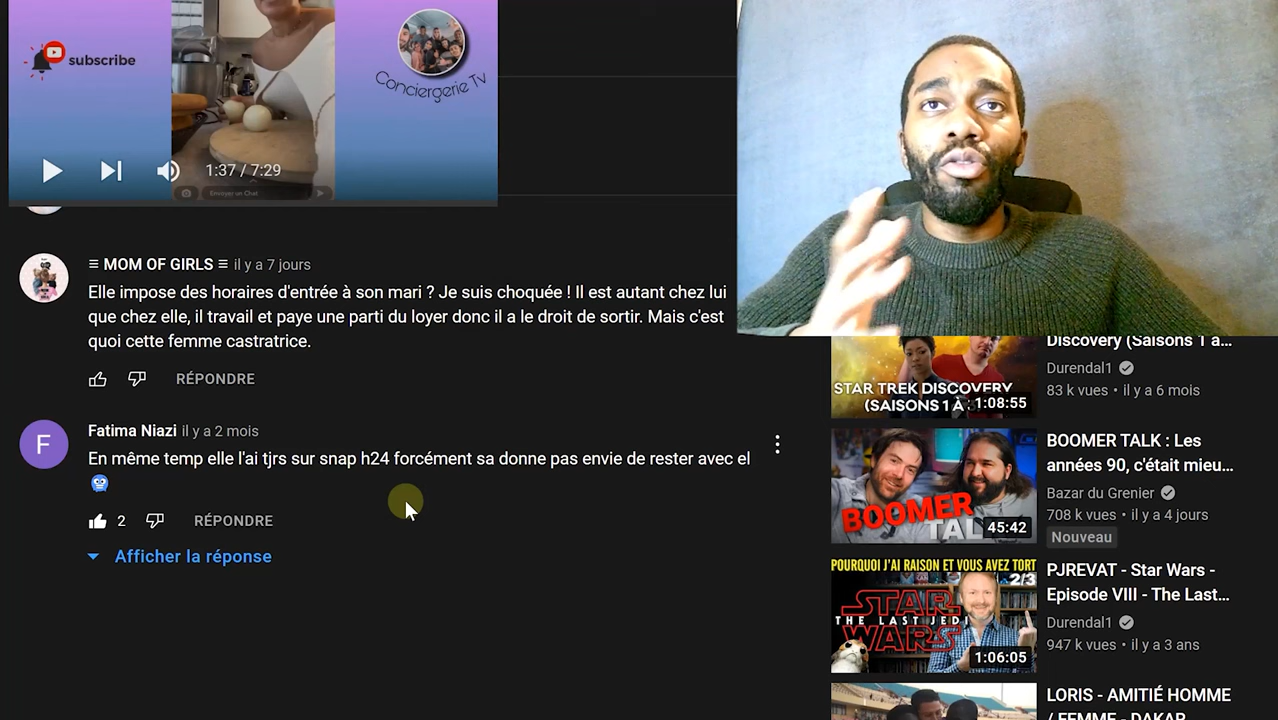 subscribe
Conciergerie Tv
1:37 / 7:29
Envoyer un Chat
≡ MOM OF GIRLS ≡ il y a 7 jours
Elle impose des horaires d'entrée à son mari ? Je suis choquée ! Il est autant chez lui
que chez elle, il travail et paye une parti du loyer donc il a le droit de sortir. Mais c'est
quoi cette femme castratrice.
RÉPONDRE
F
Fatima Niazi il y a 2 mois
En même temp elle l'ai tjrs sur snap h24 forcément sa donne pas envie de rester avec el
2 RÉPONDRE
Afficher la réponse
STAR TREK DISCOVERY
(SAISONS 1 À
1:08:55
Discovery (Saisons 1 à...
Durendal1
83 k vues • il y a 6 mois
BOOMER
TALK
45:42
BOOMER TALK : Les
années 90, c'était mieu...
Bazar du Grenier
708 k vues • il y a 4 jours
Nouveau
POURQUOI J'AI RAISON ET VOUS AVEZ TORT
2/3
STAR
THE LAST JEDI
WARS
1:06:05
PJREVAT - Star Wars -
Episode VIII - The Last...
Durendal1
947 k vues • il y a 3 ans
LORIS - AMITIÉ HOMME
/ FEMME - DAKAR